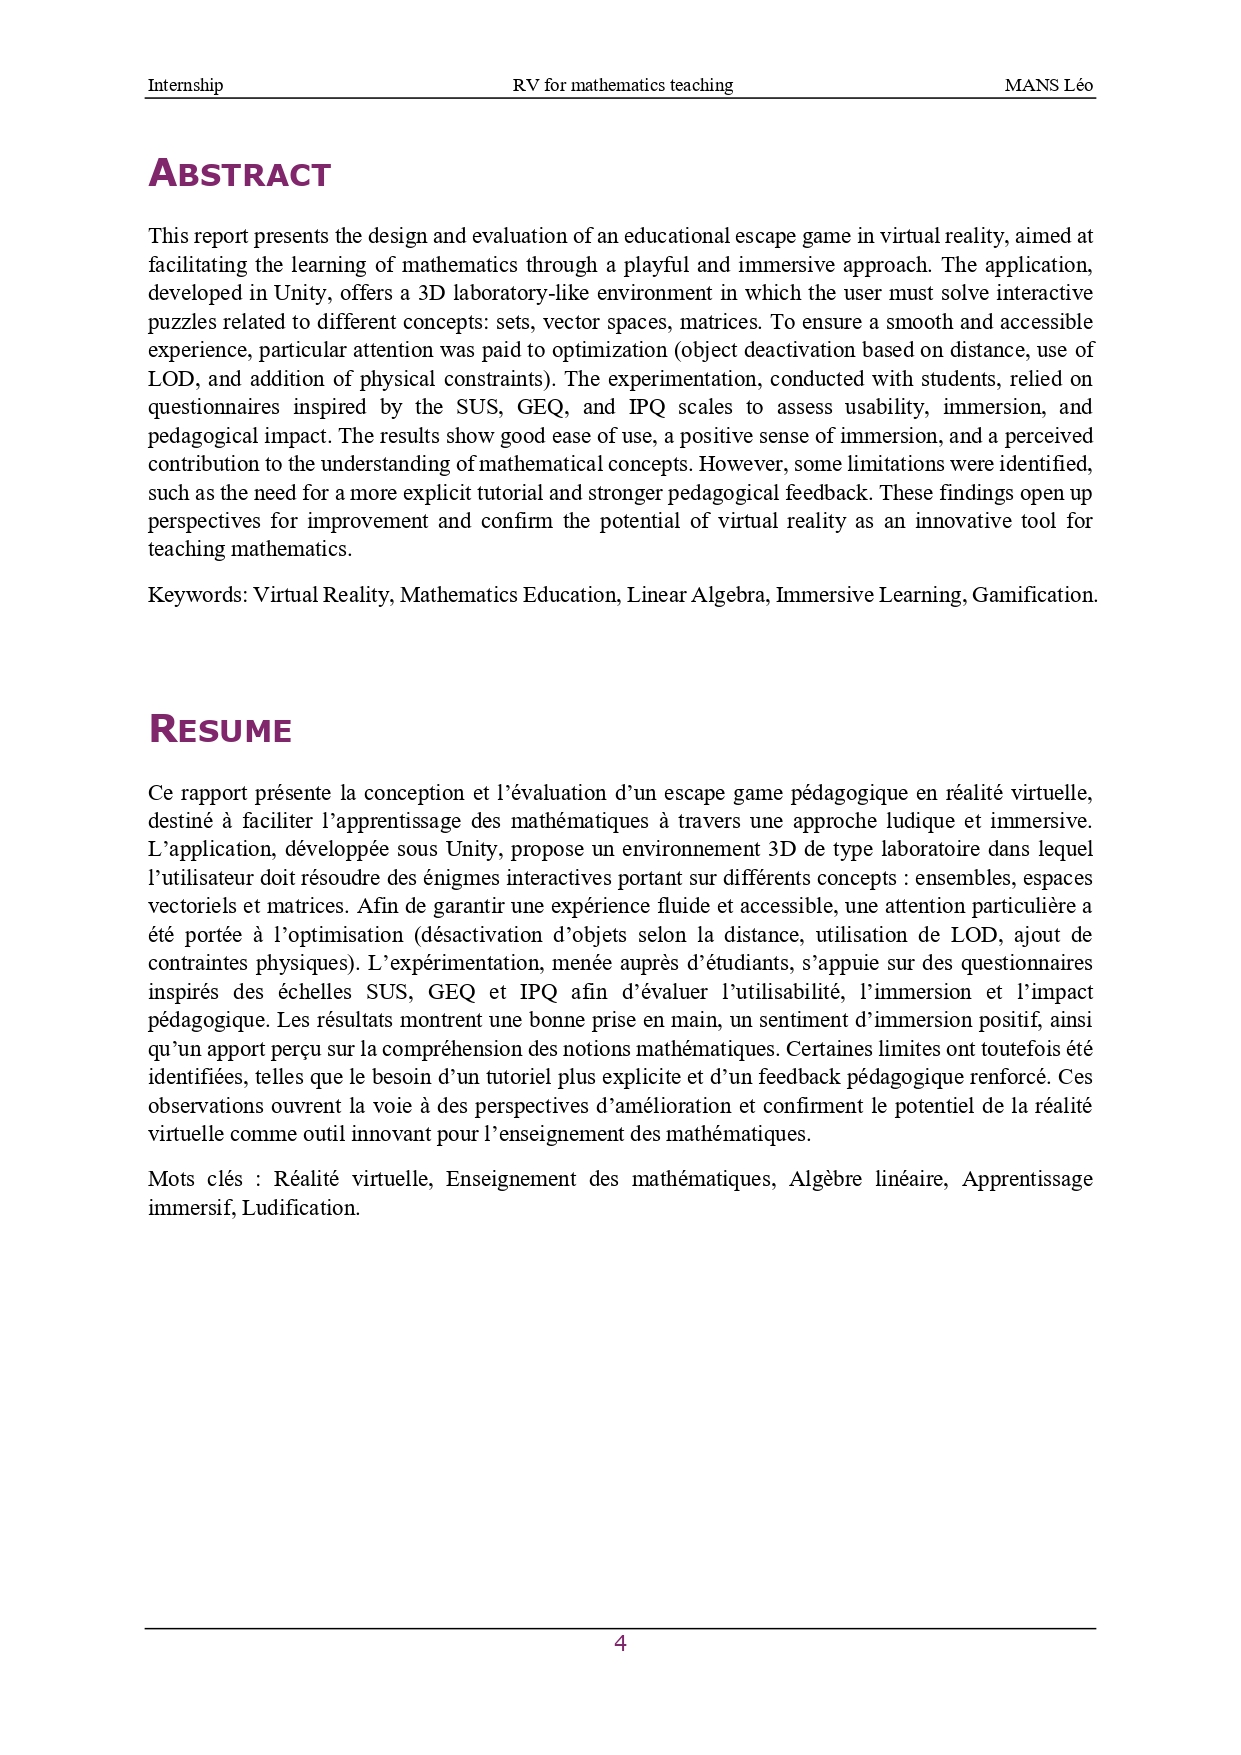 Internship RV for mathematics teaching MANS Léo
ABSTRACT
This report presents the design and evaluation of an educational escape game in virtual reality, aimed at
facilitating the learning of mathematics through a playful and immersive approach. The application,
developed in Unity, offers a 3D laboratory-like environment in which the user must solve interactive
puzzles related to different concepts: sets, vector spaces, matrices. To ensure a smooth and accessible
experience, particular attention was paid to optimization (object deactivation based on distance, use of
LOD, and addition of physical constraints). The experimentation, conducted with students, relied on
questionnaires inspired by the SUS, GEQ, and IPQ scales to assess usability, immersion, and
pedagogical impact. The results show good ease of use, a positive sense of immersion, and a perceived
contribution to the understanding of mathematical concepts. However, some limitations were identified,
such as the need for a more explicit tutorial and stronger pedagogical feedback. These findings open up
perspectives for improvement and confirm the potential of virtual reality as an innovative tool for
teaching mathematics.
Keywords: Virtual Reality, Mathematics Education, Linear Algebra, Immersive Learning, Gamification.
RESUME
Ce rapport présente la conception et l’évaluation d’un escape game pédagogique en réalité virtuelle,
destiné à faciliter l’apprentissage des mathématiques à travers une approche ludique et immersive.
L’application, développée sous Unity, propose un environnement 3D de type laboratoire dans lequel
l’utilisateur doit résoudre des énigmes interactives portant sur différents concepts : ensembles, espaces
vectoriels et matrices. Afin de garantir une expérience fluide et accessible, une attention particulière a
été portée à l’optimisation (désactivation d’objets selon la distance, utilisation de LOD, ajout de
contraintes physiques). L’expérimentation, menée auprès d’étudiants, s’appuie sur des questionnaires
inspirés des échelles SUS, GEQ et IPQ afin d’évaluer l’utilisabilité, l’immersion et l’impact
pédagogique. Les résultats montrent une bonne prise en main, un sentiment d’immersion positif, ainsi
qu’un apport perçu sur la compréhension des notions mathématiques. Certaines limites ont toutefois été
identifiées, telles que le besoin d’un tutoriel plus explicite et d’un feedback pédagogique renforcé. Ces
observations ouvrent la voie à des perspectives d’amélioration et confirment le potentiel de la réalité
virtuelle comme outil innovant pour l’enseignement des mathématiques.
Mots clés : Réalité virtuelle, Enseignement des mathématiques, Algèbre linéaire, Apprentissage
immersif, Ludification.
4